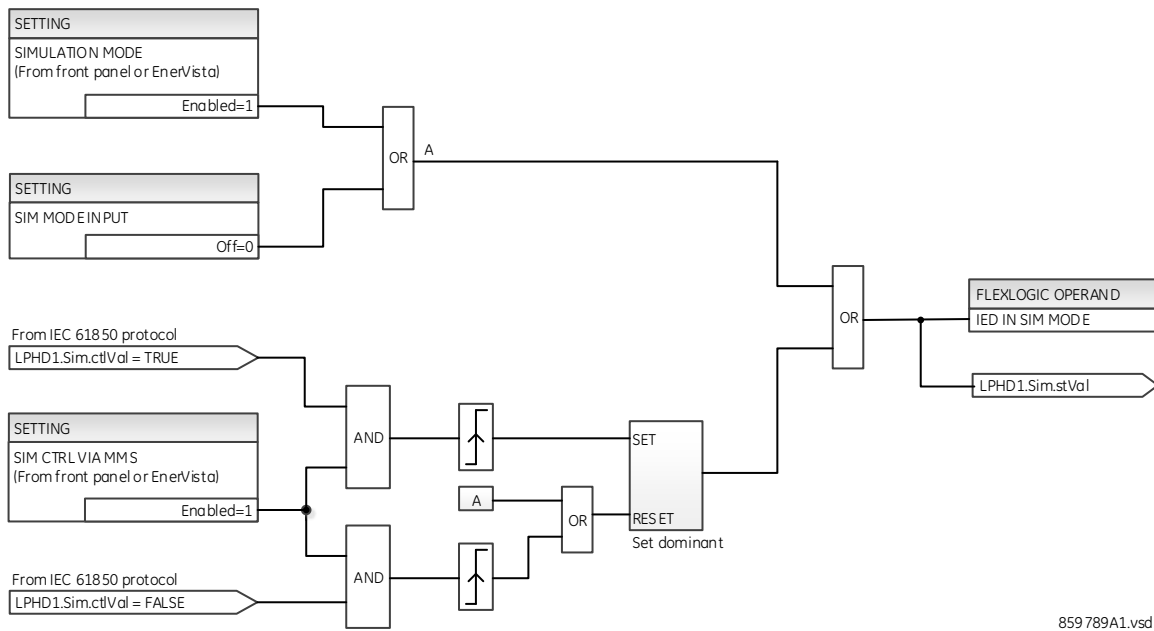 SETTING
SIMULATION MODE
(From front panel or EnerVista)
Enabled=1
OR
A
SETTING
SIM MODE INPUT
Off=0
OR
FLEXLOGIC OPERAND
IED IN SIM MODE
LPHD1.Sim.stVal
From IEC 61850 protocol
LPHD1.Sim.ctlVal = TRUE
AND
SETTING
SIM CTRL VIA MMS
(From front panel or EnerVista)
Enabled=1
SET
A
OR
RESET
Set dominant
AND
From IEC 61850 protocol
LPHD1.Sim.ctlVal = FALSE
859789A1.vsd